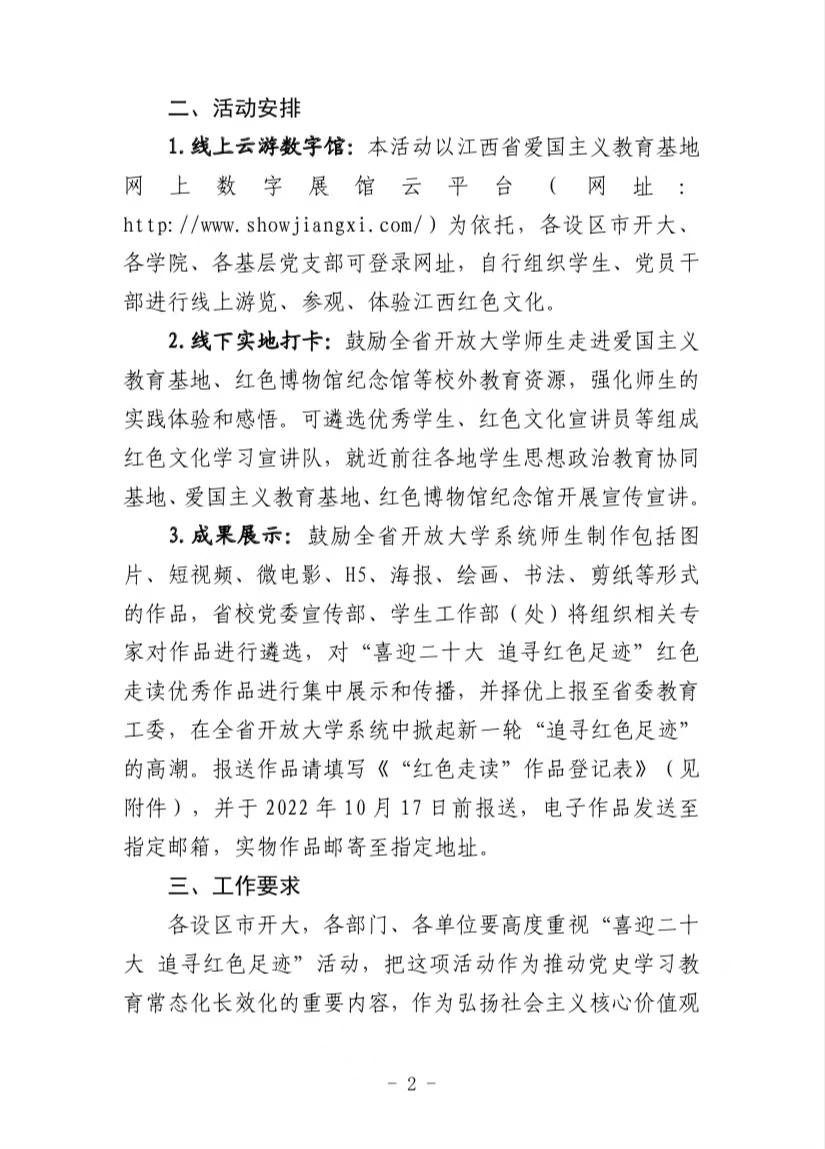 二、活动安排
1.线上云游数字馆：本活动以江西省爱国主义教育基地
网上数字展馆云平台（网址：
http://www.showjiangxi.com/）为依托，各设区市开大、
各学院、各基层党支部可登录网址，自行组织学生、党员干
部进行线上游览、参观、体验江西红色文化。
2.线下实地打卡：鼓励全省开放大学师生走进爱国主义
教育基地、红色博物馆纪念馆等校外教育资源，强化师生的
实践体验和感悟。可遴选优秀学生、红色文化宣讲员等组成
红色文化学习宣讲队，就近前往各地学生思想政治教育协同
基地、爱国主义教育基地、红色博物馆纪念馆开展宣传宣讲。
3.成果展示：鼓励全省开放大学系统师生制作包括图
片、短视频、微电影、H5、海报、绘画、书法、剪纸等形式
的作品，省校党委宣传部、学生工作部（处）将组织相关专
家对作品进行遴选，对“喜迎二十大 追寻红色足迹”红色
走读优秀作品进行集中展示和传播，并择优上报至省委教育
工委，在全省开放大学系统中掀起新一轮“追寻红色足迹”
的高潮。报送作品请填写《“红色走读”作品登记表》（见
附件），并于2022年10月17日前报送，电子作品发送至
指定邮箱，实物作品邮寄至指定地址。
三、工作要求
各设区市开大，各部门、各单位要高度重视“喜迎二十
大 追寻红色足迹”活动，把这项活动作为推动党史学习教
育常态化长效化的重要内容，作为弘扬社会主义核心价值观
- 2 -